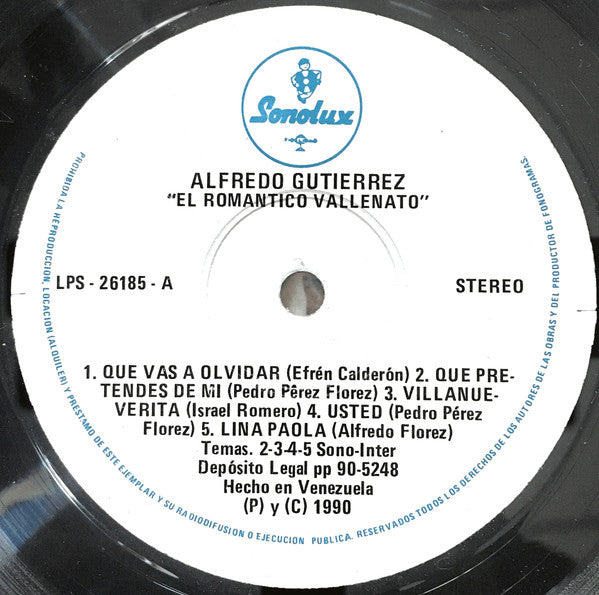 Sonolux
ALFREDO GUTIERREZ
"EL ROMANTICO VALLENATO"
LPS - 26185 - A
STEREO
1. QUE VAS A OLVIDAR (Efrén Calderón) 2. QUE PRE-
TENDES DE MI (Pedro Pêrez Florez) 3. VILLANUE-
VERITA (Israel Romero) 4. USTED (Pedro Pérez
Florez) 5. LINA PAOLA (Alfredo Florez)
Temas. 2-3-4-5 Sono-Inter
Depósito Legal pp 90-5248
Hecho en Venezuela
(P) y (C) 1990
PROHIBIDA LA REPRODUCCION, LOCACION (ALQUILER) Y PRESTAMO DE ESTE EJEMPLAR Y SU RADIODIFUSION O EJECUCION PUBLICA. RESERVADOS TODOS LOS DERECHOS DE LOS AUTORES DE LAS OBRAS Y DEL PRODUCTOR DE FONOGRAMAS